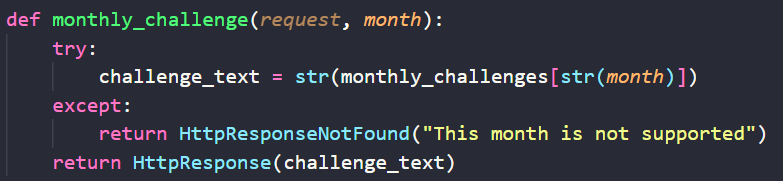 def monthly_challenge(request, month):
    try:
        challenge_text = str(monthly_challenges[str(month)])
    except:
        return HttpResponseNotFound("This month is not supported")
    return HttpResponse(challenge_text)